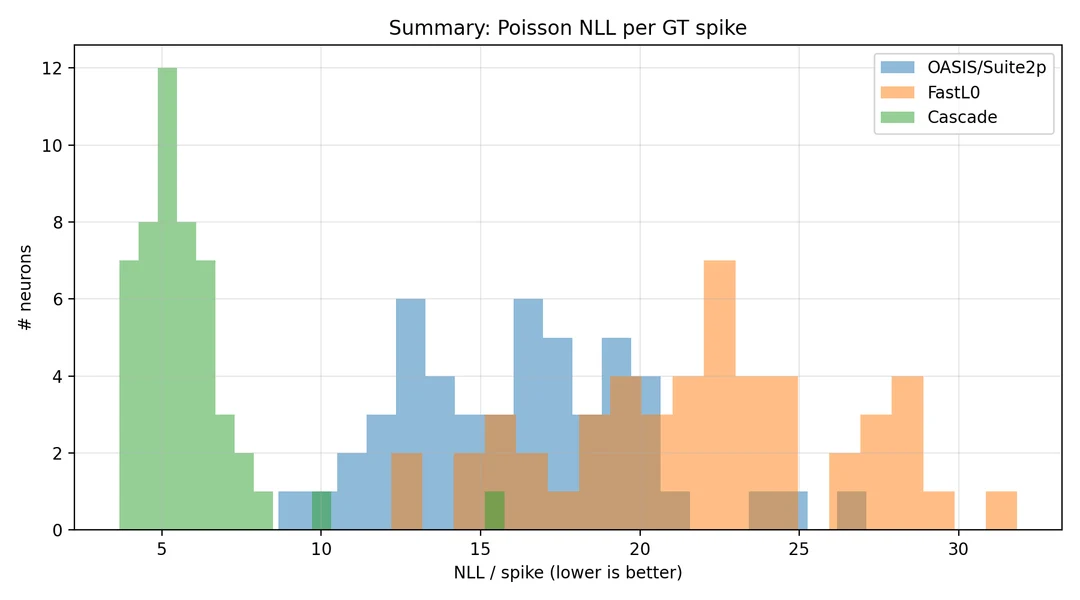 Summary: Poisson NLL per GT spike
OASIS/Suite2p
FastL0
Cascade
12
10
8
6
4
2
0
# neurons
5 10 15 20 25 30
NLL / spike (lower is better)